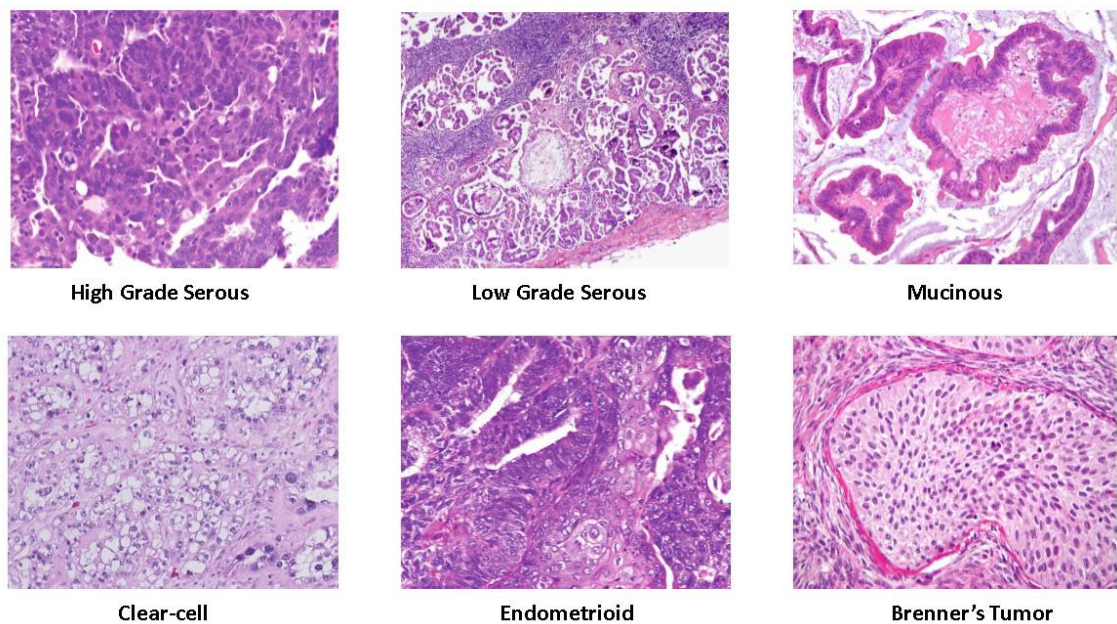 High Grade Serous
Low Grade Serous
Mucinous
Clear-cell
Endometrioid
Brenner's Tumor